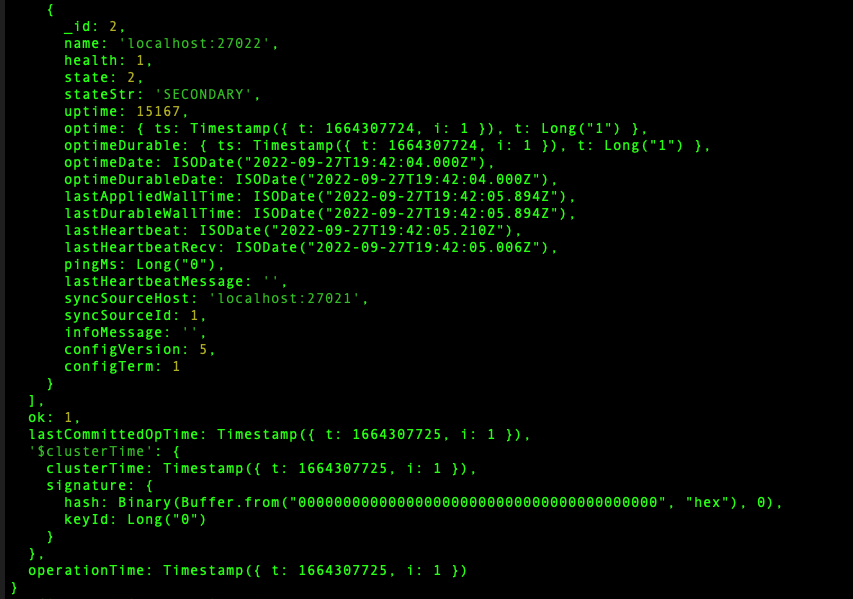 {
_id: 2,
name: 'localhost:27022',
health: 1,
state: 2,
stateStr: 'SECONDARY',
uptime: 15167,
optime: { ts: Timestamp({ t: 1664307724, i: 1 }), t: Long("1") },
optimeDurable: { ts: Timestamp({ t: 1664307724, i: 1 }), t: Long("1") },
optimeDate: ISODate("2022-09-27T19:42:04.000Z"),
optimeDurableDate: ISODate("2022-09-27T19:42:04.000Z"),
lastAppliedWallTime: ISODate("2022-09-27T19:42:05.894Z"),
lastDurableWallTime: ISODate("2022-09-27T19:42:05.894Z"),
lastHeartbeat: ISODate("2022-09-27T19:42:05.210Z"),
lastHeartbeatRecv: ISODate("2022-09-27T19:42:05.006Z"),
pingMs: Long("0"),
lastHeartbeatMessage: '',
syncSourceHost: 'localhost:27021',
syncSourceId: 1,
infoMessage: '',
configVersion: 5,
configTerm: 1
}
],
ok: 1,
lastCommittedOpTime: Timestamp({ t: 1664307725, i: 1 }),
'$clusterTime': {
clusterTime: Timestamp({ t: 1664307725, i: 1 }),
signature: {
hash: Binary(Buffer.from("0000000000000000000000000000000000000000", "hex"), 0),
keyId: Long("0")
}
},
operationTime: Timestamp({ t: 1664307725, i: 1 })
}